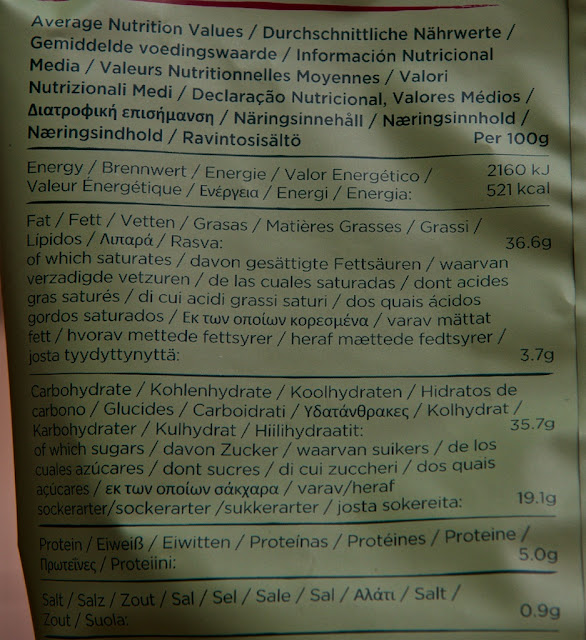 Average Nutrition Values / Durchschnittliche Nährwerte /
Gemiddelde voedingswaarde / Información Nutricional
Media / Valeurs Nutritionnelles Moyennes / Valori
Nutrizionali Medi / Declaração Nutricional, Valores Médios /
Διατροφική επισήμανση / Näringsinnehåll / Næringsinnhold /
Næringsindhold / Ravintosisältö Per 100g
Energy / Brennwert / Energie / Valor Energético / 2160 kJ
Valeur Énergétique / Ενέργεια / Energi / Energia: 521 kcal
Fat / Fett / Vetten / Grasas / Matières Grasses / Grassi /
Lípidos / Λιπαρά / Rasva: 36.6g
of which saturates / davon gesättigte Fettsäuren / waarvan
verzadigde vetzuren / de las cuales saturadas / dont acides
gras saturés / di cui acidi grassi saturi / dos quais ácidos
gordos saturados / Εκ των οποίων κορεσμένα / varav mättat
fett / hvorav mettede fettsyrer / heraf mættede fedtsyrer /
josta tyydyttynyttä: 3.7g
Carbohydrate / Kohlenhydrate / Koolhydraten / Hidratos de
carbono / Glucides / Carboidrati / Υδατάνθρακες / Kolhydrat /
Karbohydrater / Kulhydrat / Hiilihydraatit: 35.7g
of which sugars / davon Zucker / waarvan suikers / de los
cuales azúcares / dont sucres / di cui zuccheri / dos quais
açúcares / εκ των οποίων σάκχαρα / varav/heraf
sockerarter/sockerarter /sukkerarter / josta sokereita: 19.1g
Protein / Eiweiß / Eiwitten / Proteínas / Protéines / Proteine /
Πρωτεΐνες / Proteiini: 5.0g
Salt / Salz / Zout / Sal / Sel / Sale / Sal / Αλάτι / Salt /
Zout / Suola: 0.9g